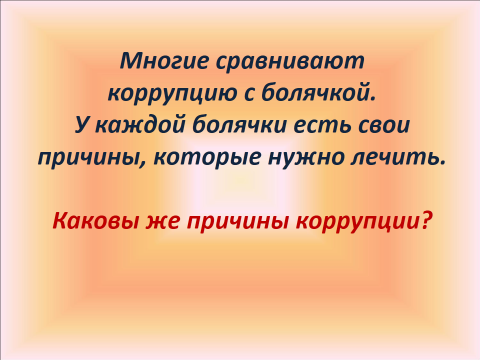 Многие сравнивают
коррупцию с болячкой.
У каждой болячки есть свои
причины, которые нужно лечить.
Каковы же причины коррупции?